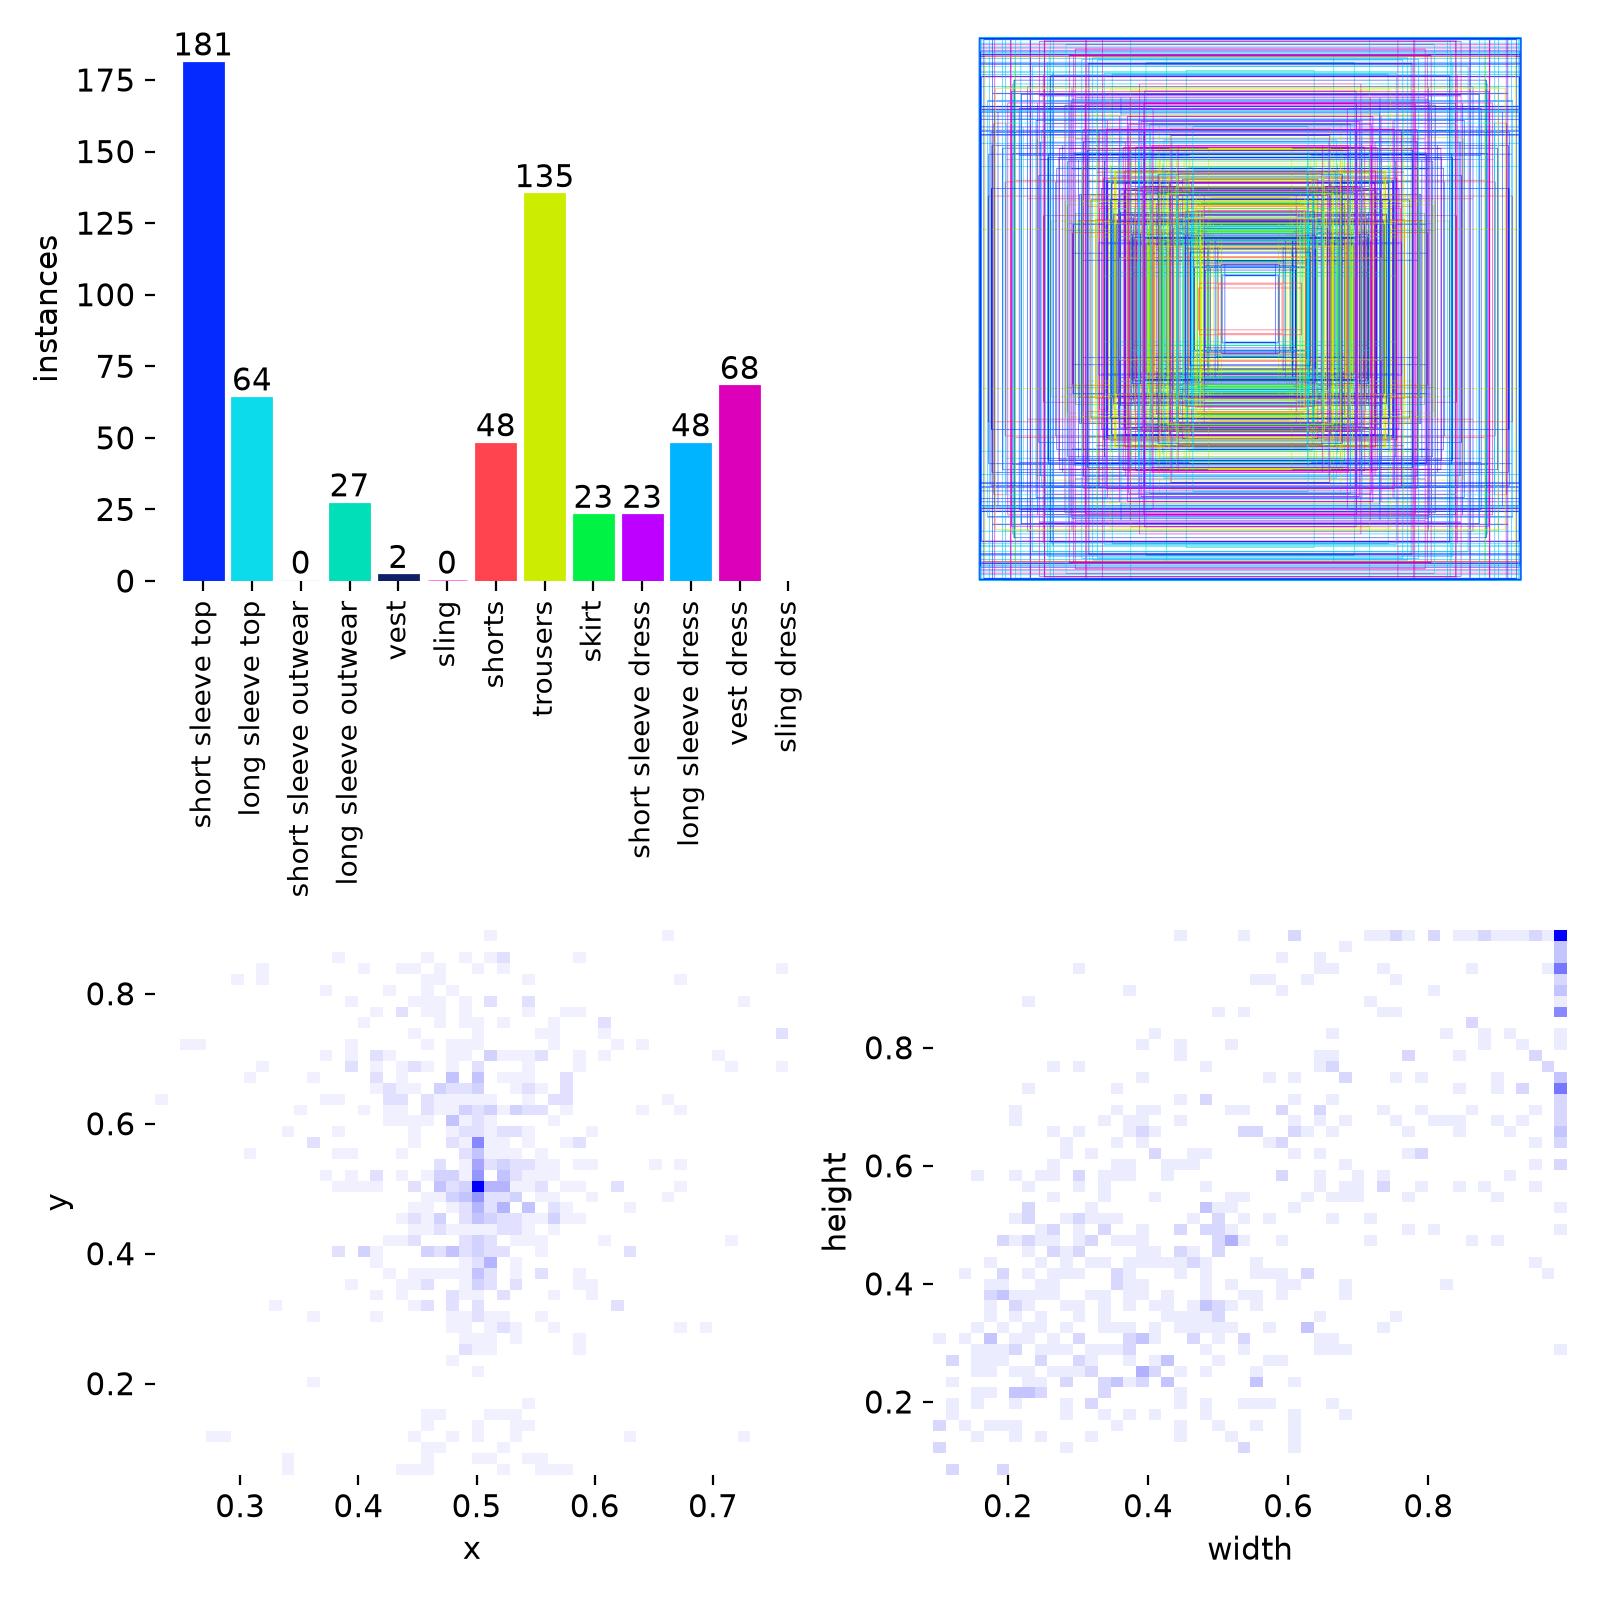 181
64
0
27
2
0
48
135
23
23
48
68
175
150
125
100
75
50
25
0
instances
short sleeve top
long sleeve top
short sleeve outwear
long sleeve outwear
vest
sling
shorts
trousers
skirt
short sleeve dress
long sleeve dress
vest dress
sling dress
0.8
0.6
0.4
0.2
y
0.3
0.4
0.5
0.6
0.7
x
0.8
0.6
0.4
0.2
height
0.2
0.4
0.6
0.8
width